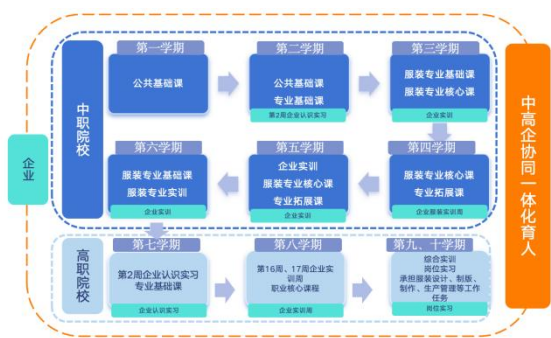 第一学期
公共基础课
第二学期
公共基础课
专业基础课
第2周企业认识实习
第三学期
服装专业基础课
服装专业核心课
企业实训
中职院校
企业
第六学期
服装专业基础课
服装专业实训
企业实训
第五学期
企业实训
服装专业核心课
专业拓展课
企业实训
第四学期
服装专业核心课
专业拓展课
企业服装实训周
高职院校
第七学期
第2周企业认识实习
专业基础课
企业认识实习
第八学期
第16周、17周企业实
训周
职业核心课程
企业实训周
第九、十学期
综合实训
岗位实习
承担服装设计、制版、
制作、生产管理等工作
任务
岗位实习
中高企协同一体化育人